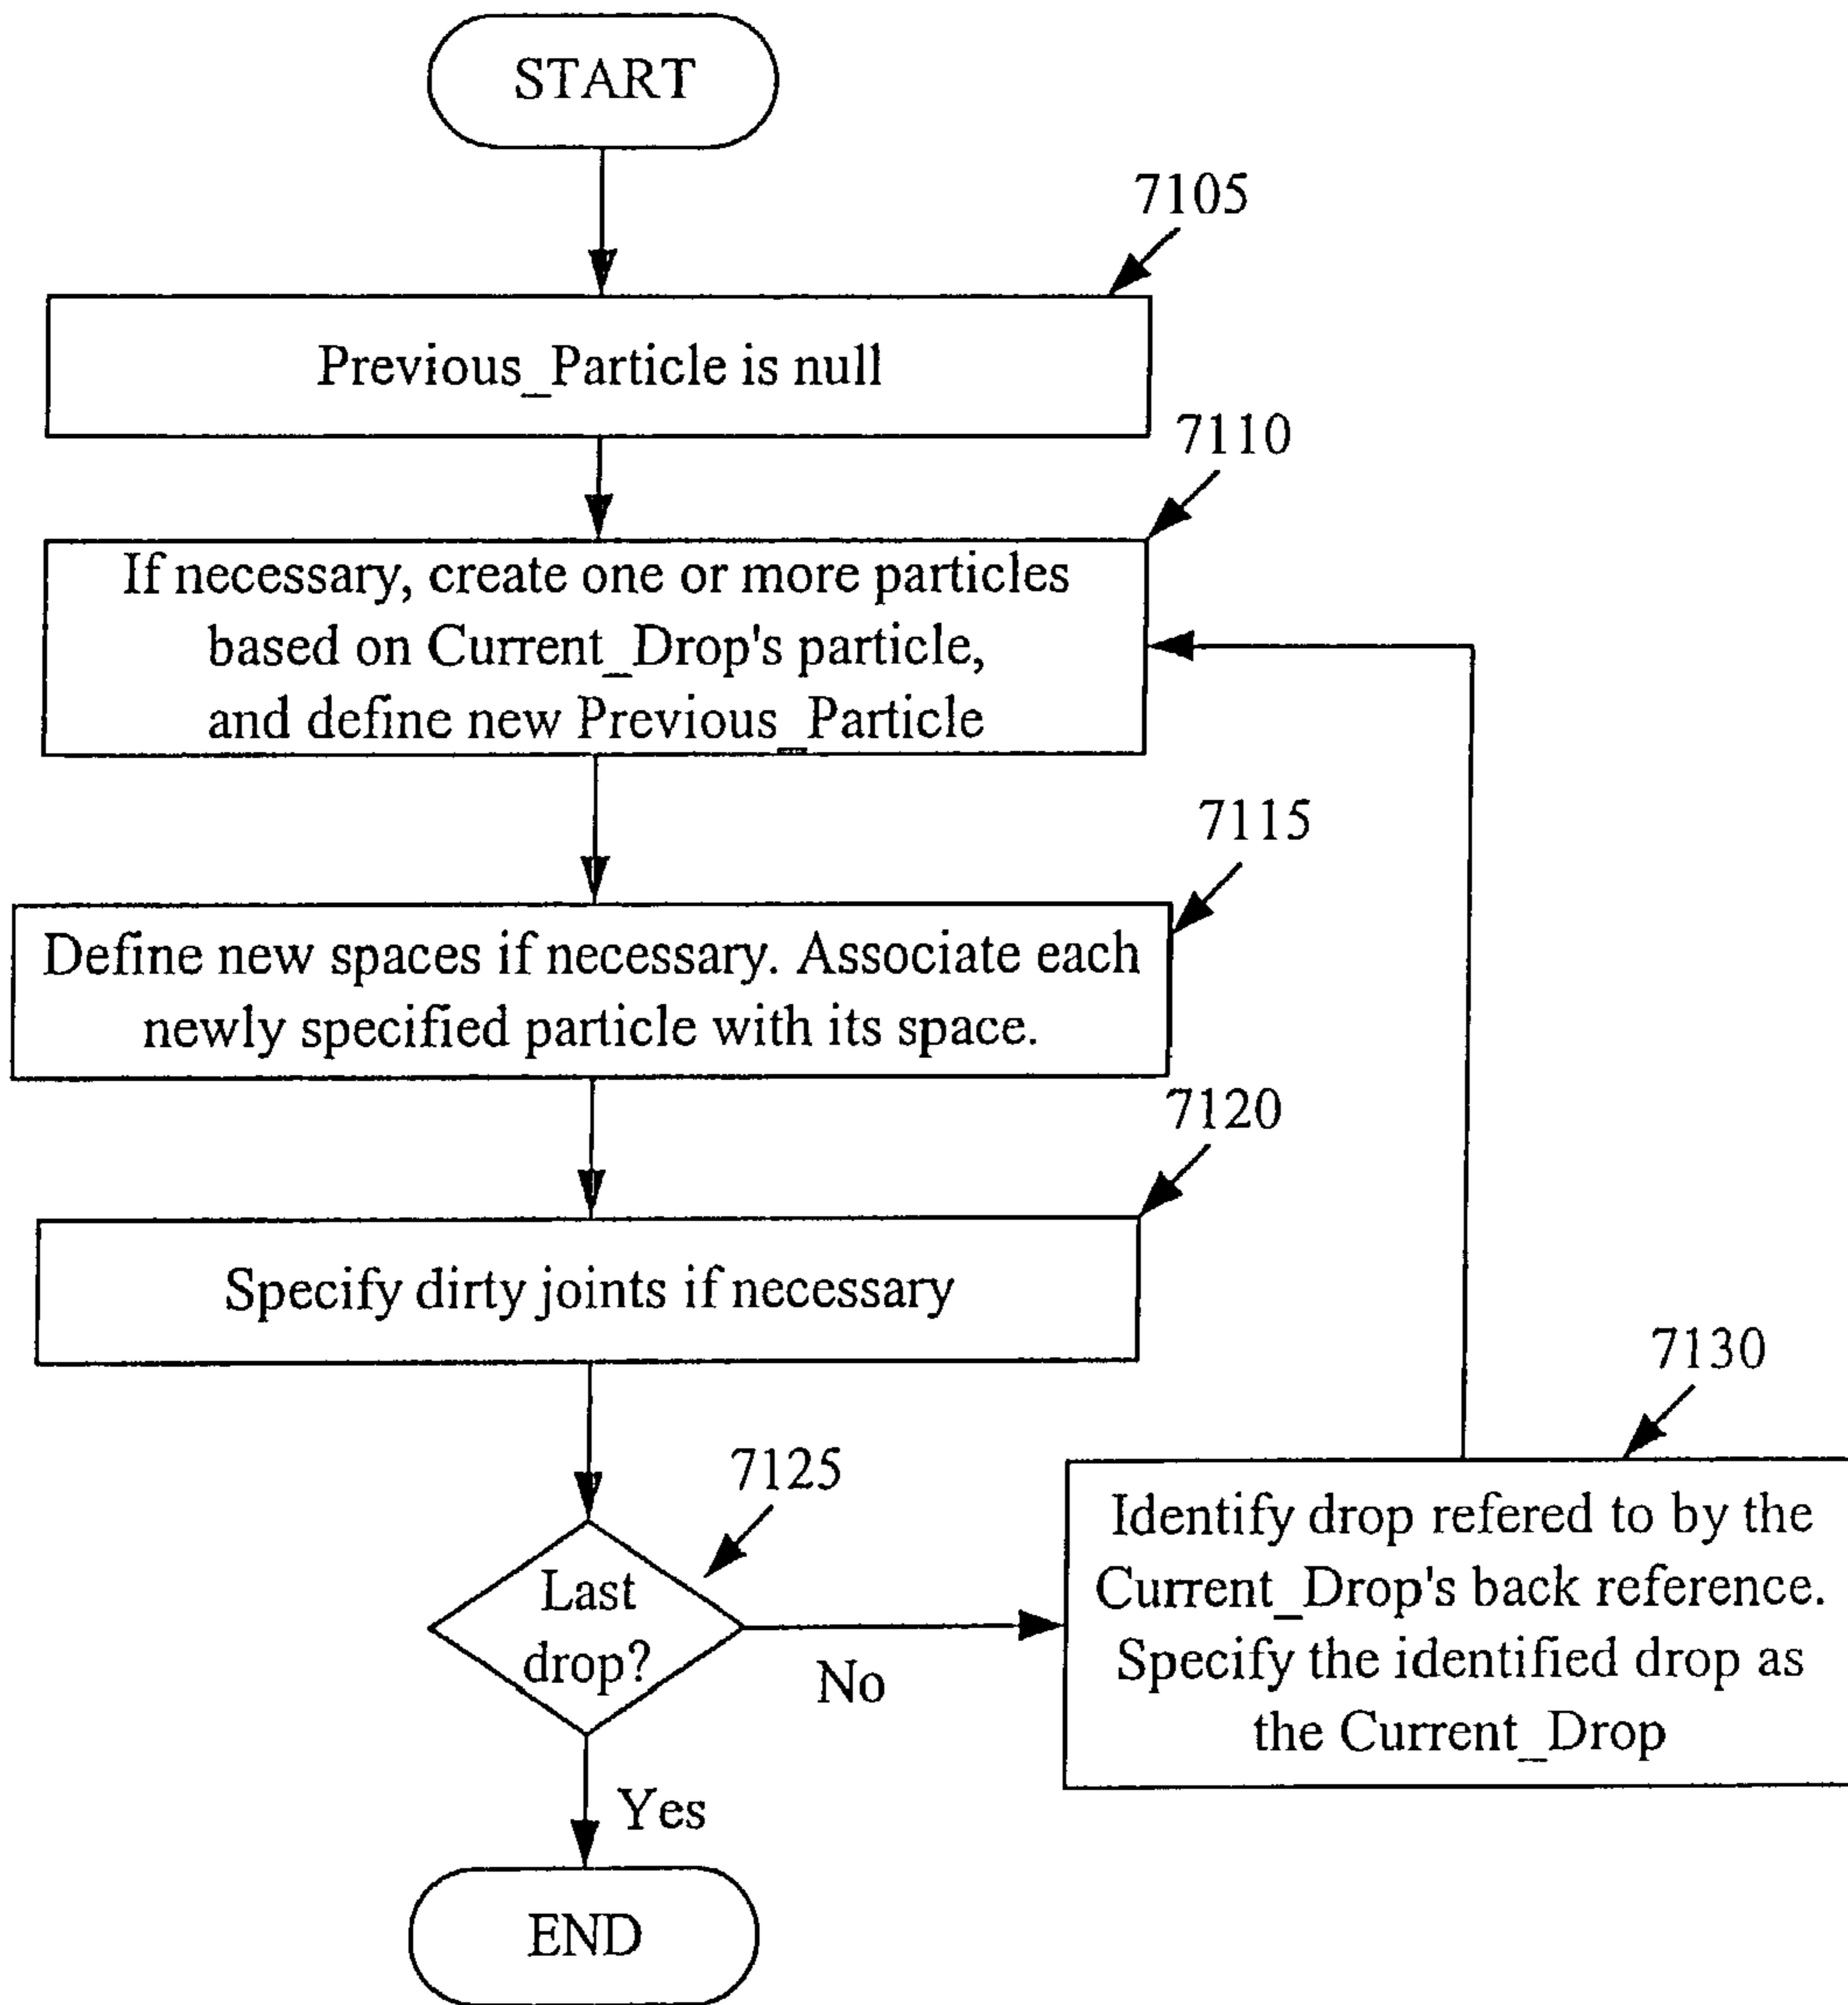 START
7105
Previous_Particle is null
7110
If necessary, create one or more particles
based on Current_Drop's particle,
and define new Previous_Particle
7115
Define new spaces if necessary. Associate each
newly specified particle with its space.
7120
Specify dirty joints if necessary
7125
Last
drop?
No
7130
Identify drop refered to by the
Current_Drop's back reference.
Specify the identified drop as
the Current_Drop
Yes
END